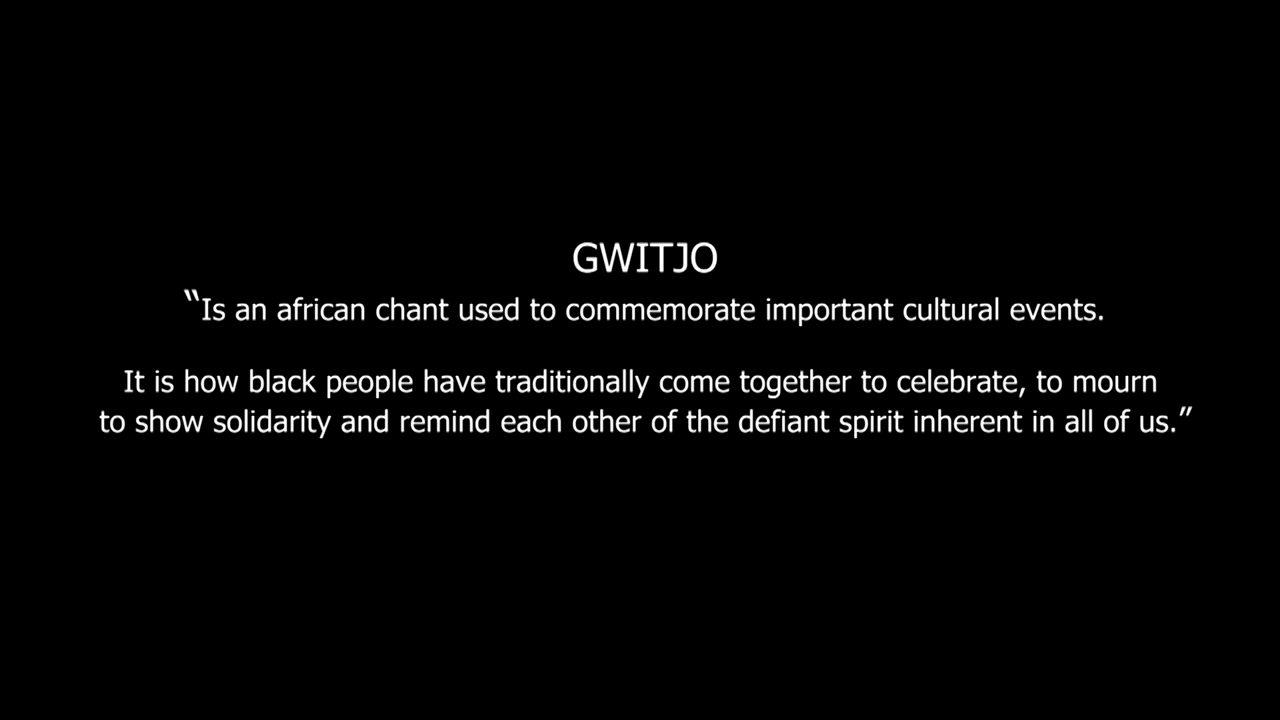 GWITJO
“Is an african chant used to commemorate important cultural events.
It is how black people have traditionally come together to celebrate, to mourn
to show solidarity and remind each other of the defiant spirit inherent in all of us.”